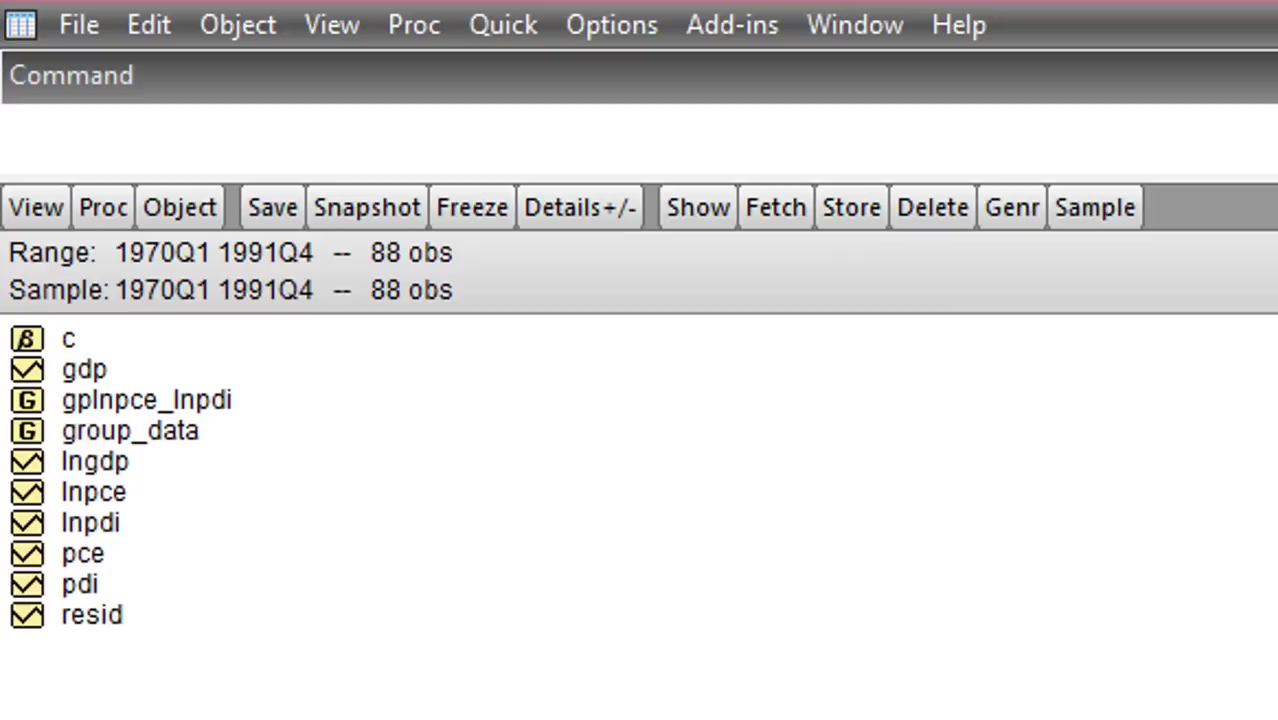 File Edit Object View Proc Quick Options Add-ins Window Help
Command
View Proc Object Save Snapshot Freeze Details+/- Show Fetch Store Delete Genr Sample
Range: 1970Q1 1991Q4 -- 88 obs
Sample: 1970Q1 1991Q4 -- 88 obs
β c
gdp
G gplnpce_lnpdi
G group_data
lngdp
lnpce
lnpdi
pce
pdi
resid